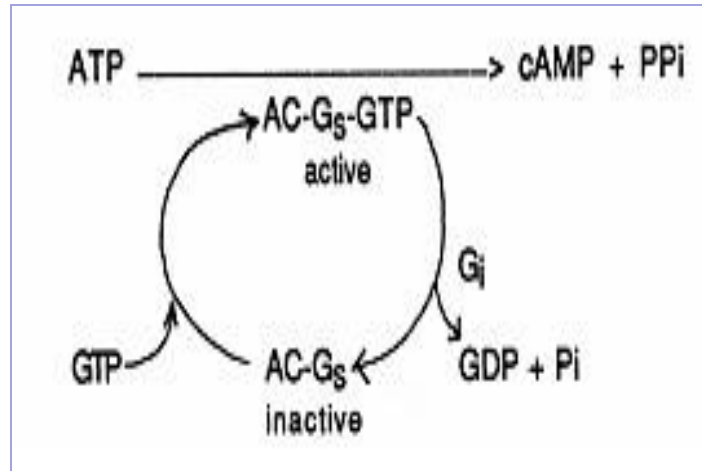 ATP → cAMP + PPi
AC-Gs-GTP
active
Gi
GTP
AC-Gs
GDP + Pi
inactive